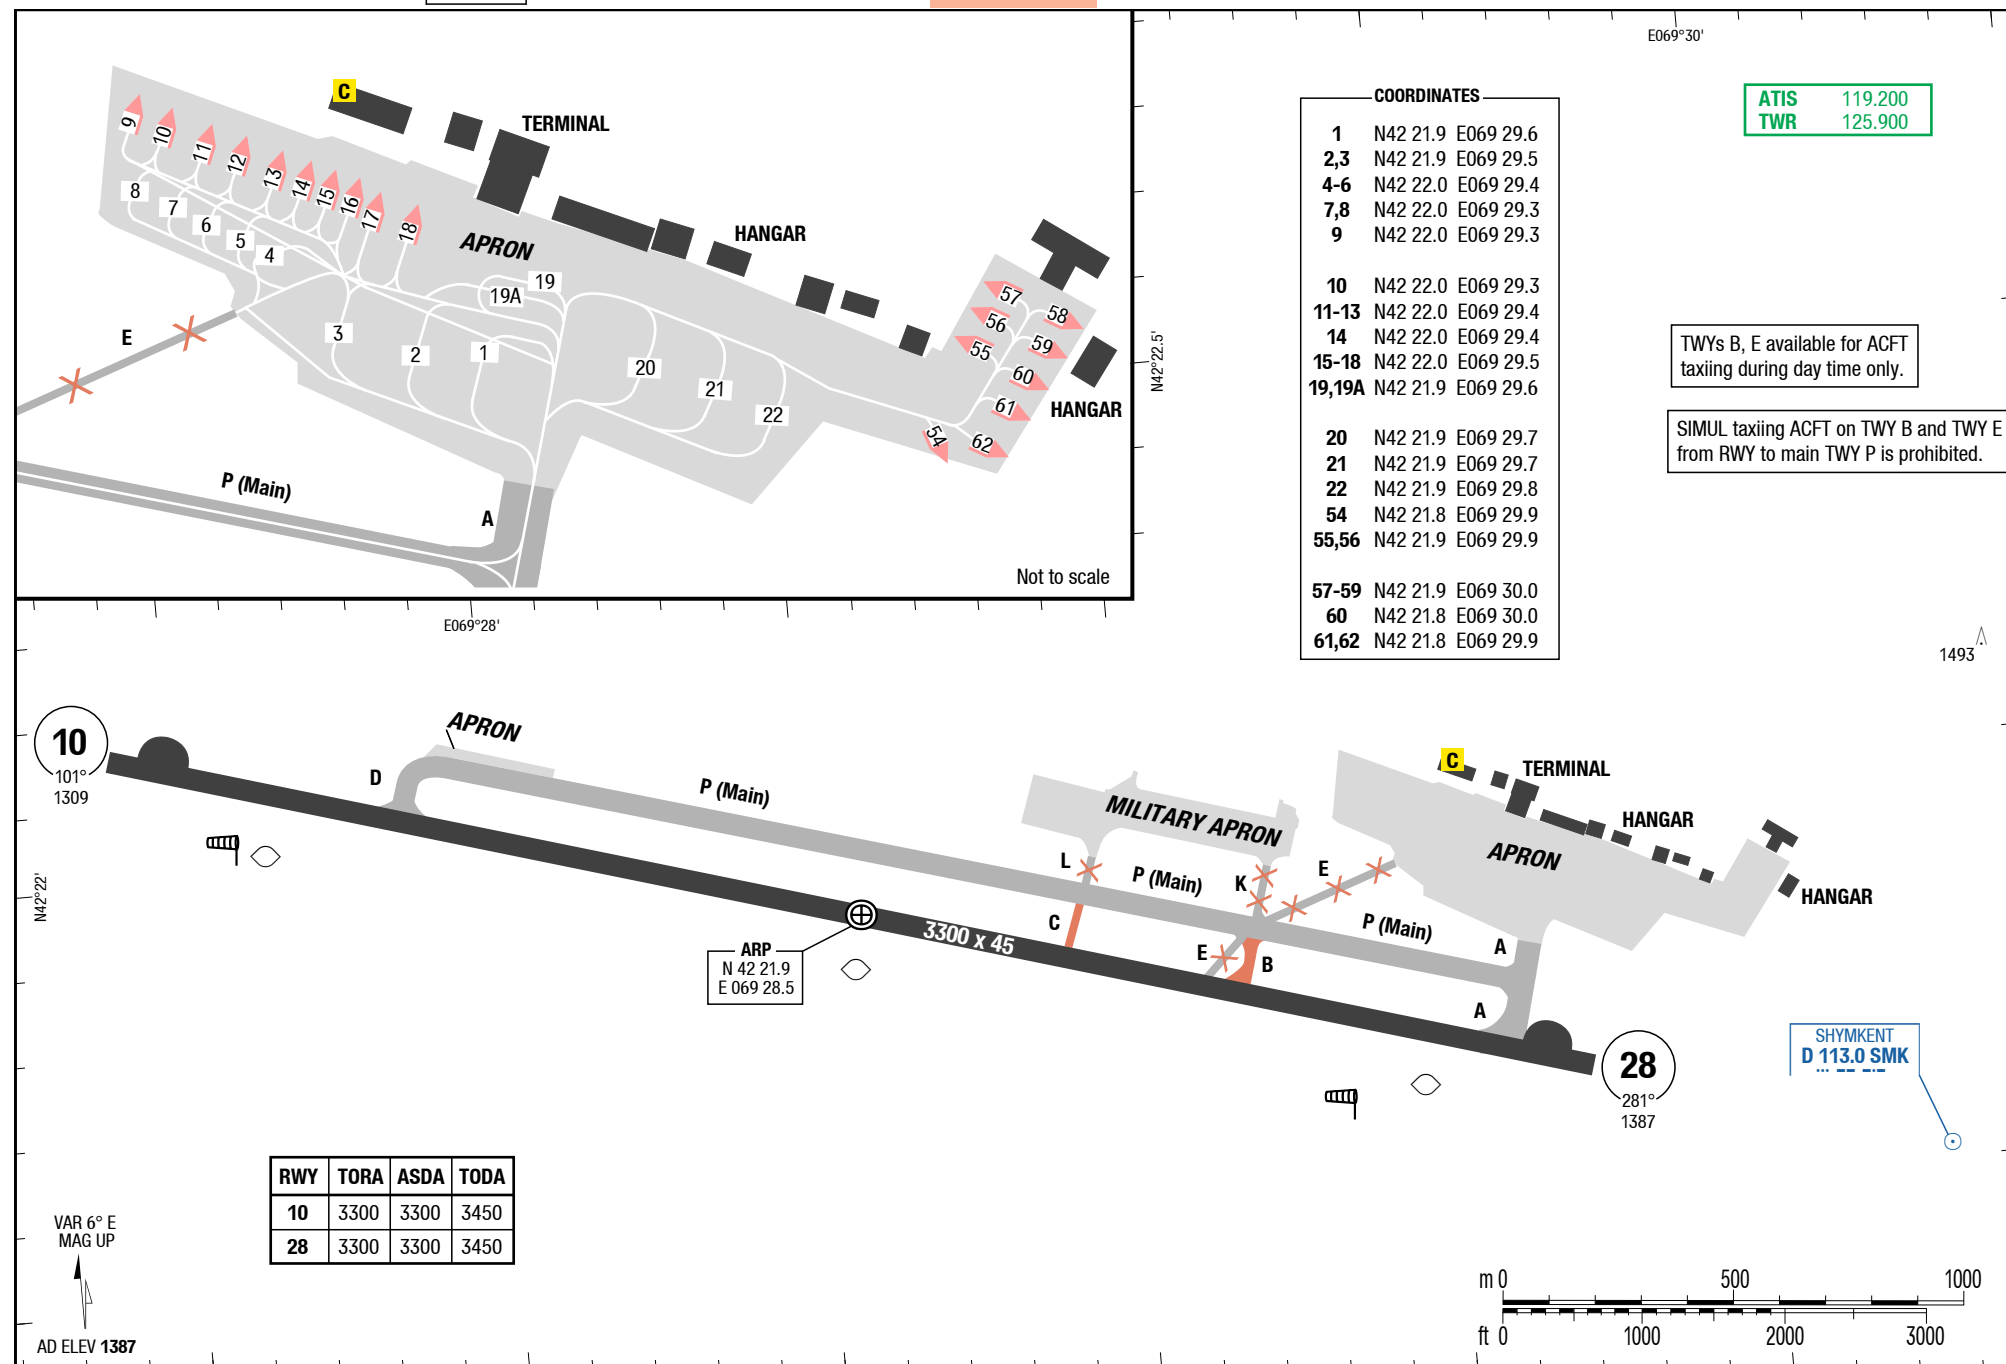 C
TERMINAL
HANGAR
APRON
9
10
11
12
13
14
15
16
17
18
8
7
6
5
4
3
2
1
19
19A
20
21
22
57
58
56
59
55
60
61
54
62
HANGAR
E
P (Main)
A
Not to scale
E069°30'
COORDINATES
1 N42 21.9 E069 29.6
2,3 N42 21.9 E069 29.5
4-6 N42 22.0 E069 29.4
7,8 N42 22.0 E069 29.3
9 N42 22.0 E069 29.3
10 N42 22.0 E069 29.3
11-13 N42 22.0 E069 29.4
14 N42 22.0 E069 29.4
15-18 N42 22.0 E069 29.5
19,19A N42 21.9 E069 29.6
20 N42 21.9 E069 29.7
21 N42 21.9 E069 29.7
22 N42 21.9 E069 29.8
54 N42 21.8 E069 29.9
55,56 N42 21.9 E069 29.9
57-59 N42 21.9 E069 30.0
60 N42 21.8 E069 30.0
61,62 N42 21.8 E069 29.9
ATIS 119.200
TWR 125.900
N42°22.5'
TWYs B, E available for ACFT
taxiing during day time only.
SIMUL taxiing ACFT on TWY B and TWY E
from RWY to main TWY P is prohibited.
E069°28'
1493
10
101°
1309
APRON
D
P (Main)
MILITARY APRON
L
P (Main)
K
E
C
TERMINAL
HANGAR
APRON
HANGAR
N42°22'
C
P (Main)
A
E
B
A
3300 x 45
ARP
N 42 21.9
E 069 28.5
28
281°
1387
SHYMKENT
D 113.0 SMK
RWY TORA ASDA TODA
10 3300 3300 3450
28 3300 3300 3450
VAR 6° E
MAG UP
AD ELEV 1387
m 0 500 1000
ft 0 1000 2000 3000